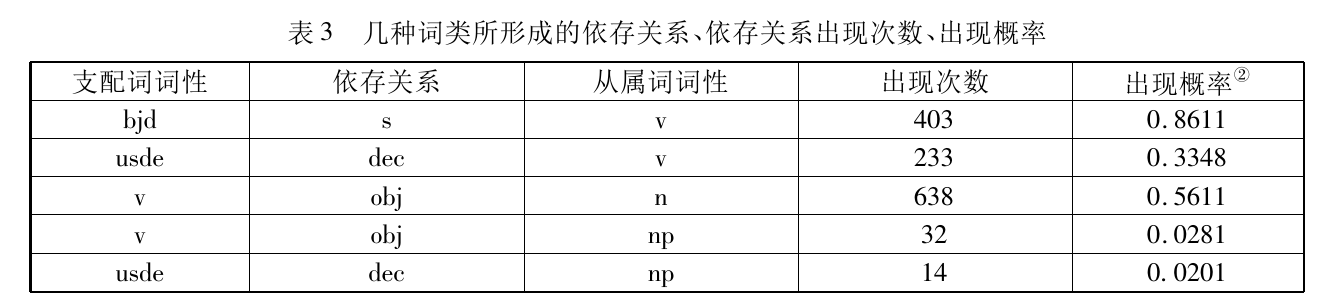 表3 几种词类所形成的依存关系、依存关系出现次数、出现概率
支配词词性 依存关系 从属词词性 出现次数 出现概率②
bjd s v 403 0.8611
usde dec v 233 0.3348
v obj n 638 0.5611
v obj np 32 0.0281
usde dec np 14 0.0201